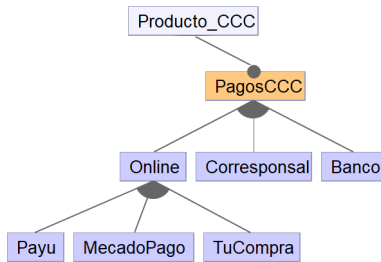 Producto_CCC
PagosCCC
Online
Corresponsal
Banco
Payu
MecadoPago
TuCompra